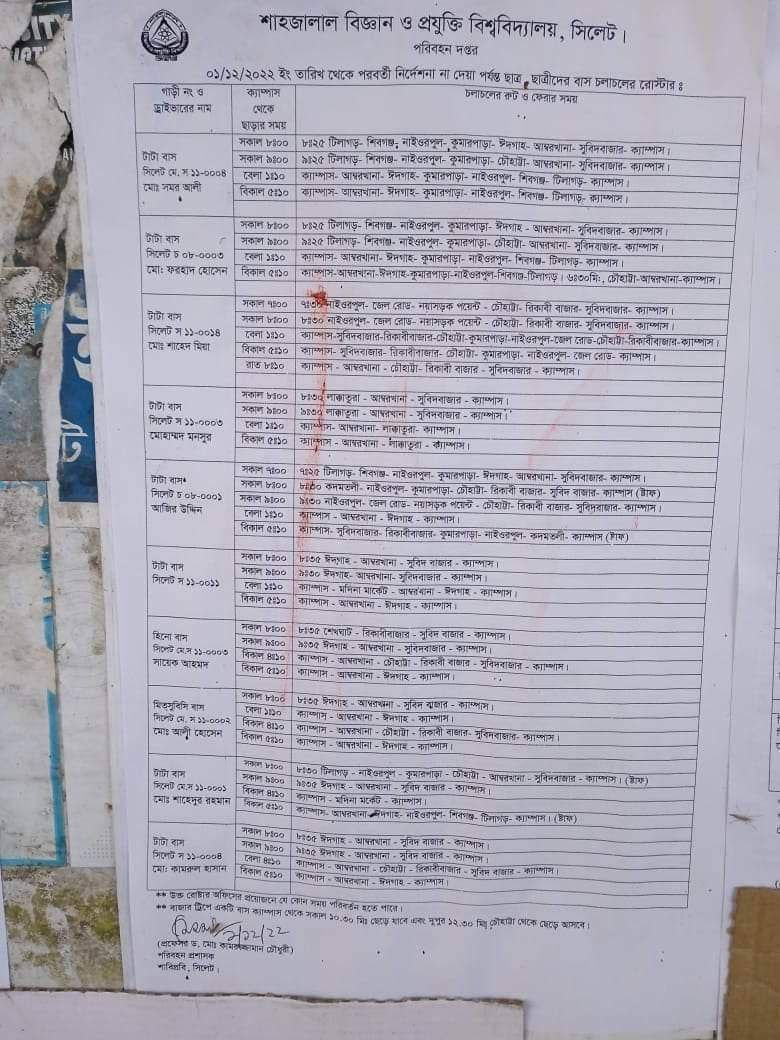 শাহজালাল বিজ্ঞান ও প্রযুক্তি বিশ্ববিদ্যালয়, সিলেট।
পরিবহন দপ্তর
০১/১২/২০২২ ইং তারিখ থেকে পরবর্তী নির্দেশনা না দেয়া পর্যন্ত ছাত্র, ছাত্রীদের বাস চলাচলের রোস্টার ঃ
গাড়ী নং ও ড্রাইভারের নাম
ক্যাম্পাস থেকে ছাড়ার সময়
চলাচলের রুট ও ফেরার সময়
টাটা বাস
সিলেট মে. স ১১-০০০৪
মোঃ সমর আলী
সকাল ৮ঃ০০ ৮ঃ২৫ টিলাগড়- শিবগঞ্জ- নাইওরপুল- কুমারপাড়া- ঈদগাহ- আম্বরখানা- সুবিদবাজার- ক্যাম্পাস।
সকাল ৯ঃ০০ ৯ঃ২৫ টিলাগড়- শিবগঞ্জ- নাইওরপুল- কুমারপাড়া- চৌহাট্টা- আম্বরখানা- সুবিদবাজার- ক্যাম্পাস।
বেলা ১ঃ১০ ক্যাম্পাস- আম্বরখানা- ঈদগাহ- কুমারপাড়া- নাইওরপুল- শিবগঞ্জ- টিলাগড়- ক্যাম্পাস।
বিকাল ৫ঃ১০ ক্যাম্পাস- আম্বরখানা- ঈদগাহ- কুমারপাড়া- নাইওরপুল- শিবগঞ্জ- টিলাগড়- ক্যাম্পাস।
টাটা বাস
সিলেট চ ০৮-০০০৩
মো: ফরহাদ হোসেন
সকাল ৮ঃ০০ ৮ঃ২৫ টিলাগড়- শিবগঞ্জ- নাইওরপুল- কুমারপাড়া- ঈদগাহ - আম্বরখানা - সুবিদবাজার - ক্যাম্পাস।
সকাল ৯ঃ০০ ৯ঃ২৫ টিলাগড়- শিবগঞ্জ- নাইওরপুল- কুমারপাড়া- চৌহাট্টা- আম্বরখানা- সুবিদবাজার- ক্যাম্পাস।
বেলা ১ঃ১০ ক্যাম্পাস- আম্বরখানা- ঈদগাহ- কুমারপাড়া- নাইওরপুল- শিবগঞ্জ- টিলাগড়- ক্যাম্পাস।
বিকাল ৫ঃ১০ ক্যাম্পাস-আম্বরখানা-ঈদগাহ-কুমারপাড়া-নাইওরপুল-শিবগঞ্জ-টিলাগড়। ৬ঃ৩০মি:, চৌহাট্টা-আম্বরখানা-ক্যাম্পাস।
টাটা বাস
সিলেট স ১১-০০১৪
মোঃ শাহেদ মিয়া
সকাল ৭ঃ০০ ৭ঃ৩০ নাইওরপুল- জেল রোড- নয়াসড়ক পয়েন্ট - চৌহাট্টা- রিকাবী বাজার- সুবিদবাজার- ক্যাম্পাস।
সকাল ৮ঃ০০ ৮ঃ৩০ নাইওরপুল- জেল রোড- নয়াসড়ক পয়েন্ট - চৌহাট্টা- রিকাবী বাজার- সুবিদবাজার- ক্যাম্পাস।
বেলা ১ঃ১০ ক্যাম্পাস-সুবিদবাজার-রিকাবীবাজার-চৌহাট্টা-কুমারপাড়া-নাইওরপুল-জেল রোড-চৌহাট্টা-রিকাবীবাজার-ক্যাম্পাস।
বিকাল ৫ঃ১০ ক্যাম্পাস- সুবিদবাজার- রিকাবীবাজার- চৌহাট্টা- কুমারপাড়া- নাইওরপুল- জেল রোড- ক্যাম্পাস।
রাত ৮ঃ১০ ক্যাম্পাস - আম্বরখানা - চৌহাট্টা - রিকাবী বাজার - সুবিদবাজার - ক্যাম্পাস।
টাটা বাস
সিলেট স ১১-০০০৩
মোহাম্মদ মনসুর
সকাল ৮ঃ০০ ৮ঃ৩০ লাক্কাতুরা - আম্বরখানা - সুবিদবাজার - ক্যাম্পাস।
সকাল ৯ঃ০০ ৯ঃ৩০ লাক্কাতুরা - আম্বরখানা - সুবিদবাজার - ক্যাম্পাস।
বেলা ১ঃ১০ ক্যাম্পাস- আম্বরখানা- লাক্কাতুরা- ক্যাম্পাস।
বিকাল ৫ঃ১০ ক্যাম্পাস - আম্বরখানা - লাক্কাতুরা - ক্যাম্পাস।
টাটা বাস
সিলেট চ ০৮-০০০১
আজির উদ্দিন
সকাল ৭ঃ০০ ৭ঃ২৫ টিলাগড়- শিবগঞ্জ- নাইওরপুল- কুমারপাড়া- ঈদগাহ- আম্বরখানা- সুবিদবাজার- ক্যাম্পাস।
সকাল ৮ঃ০০ ৮ঃ৩০ কদমতলী- নাইওরপুল- কুমারপাড়া- চৌহাট্টা- রিকাবী বাজার- সুবিদ বাজার- ক্যাম্পাস (ষ্টাফ)
সকাল ৯ঃ০০ ৯ঃ৩০ নাইওরপুল- জেল রোড- নয়াসড়ক পয়েন্ট - চৌহাট্টা- রিকাবী বাজার- সুবিদবাজার- ক্যাম্পাস।
বেলা ১ঃ১০ ক্যাম্পাস - আম্বরখানা - ঈদগাহ - ক্যাম্পাস।
বিকাল ৫ঃ১০ ক্যাম্পাস- সুবিদবাজার- রিকাবীবাজার- কুমারপাড়া- নাইওরপুল- কদমতলী- ক্যাম্পাস (ষ্টাফ)।
টাটা বাস
সিলেট স ১১-০০১১
সকাল ৮ঃ০০ ৮ঃ৩৫ ঈদগাহ - আম্বরখানা - সুবিদ বাজার - ক্যাম্পাস।
সকাল ৯ঃ০০ ৯ঃ৩০ ঈদগাহ- আম্বরখানা- সুবিদবাজার- ক্যাম্পাস।
বেলা ১ঃ১০ ক্যাম্পাস - মদিনা মার্কেট - আম্বরখানা - ঈদগাহ - ক্যাম্পাস।
বিকাল ৫ঃ১০ ক্যাম্পাস - আম্বরখানা - ঈদগাহ - ক্যাম্পাস।
হিনো বাস
সিলেট মে.স ১১-০০০৩
সায়েক আহমদ
সকাল ৮ঃ০০ ৮ঃ৩৫ শেখঘাট - রিকাবীবাজার - সুবিদ বাজার - ক্যাম্পাস।
সকাল ৯ঃ০০ ৯ঃ৩৫ ঈদগাহ - আম্বরখানা - সুবিদবাজার - ক্যাম্পাস।
বিকাল ৪ঃ১০ ক্যাম্পাস - আম্বরখানা - চৌহাট্টা - রিকাবী বাজার - সুবিদবাজার - ক্যাম্পাস।
বিকাল ৫ঃ১০ ক্যাম্পাস - আম্বরখানা - ঈদগাহ - ক্যাম্পাস।
মিতসুবিসি বাস
সিলেট মে. স ১১-০০০২
মোঃ আলী হোসেন
সকাল ৮ঃ০০ ৮ঃ৩৫ ঈদগাহ - আম্বরখানা - সুবিদ বাজার - ক্যাম্পাস।
বেলা ১ঃ১০ ক্যাম্পাস - আম্বরখানা - ঈদগাহ - ক্যাম্পাস।
বিকাল ৪ঃ১০ ক্যাম্পাস - আম্বরখানা - চৌহাট্টা - রিকাবী বাজার- সুবিদবাজার- ক্যাম্পাস।
বিকাল ৫ঃ১০ ক্যাম্পাস - আম্বরখানা - ঈদগাহ - ক্যাম্পাস।
টাটা বাস
সিলেট মে.স ১১-০০০১
মোঃ শাহেদুর রহমান
সকাল ৮ঃ০০ ৮ঃ৩০ টিলাগড় - নাইওরপুল - কুমারপাড়া - চৌহাট্টা - আম্বরখানা - সুবিদবাজার - ক্যাম্পাস। (ষ্টাফ)
সকাল ৯ঃ০০ ৯ঃ৩৫ ঈদগাহ - আম্বরখানা - সুবিদ বাজার - ক্যাম্পাস।
বিকাল ৪ঃ১০ ক্যাম্পাস - মদিনা মার্কেট - ক্যাম্পাস।
বিকাল ৫ঃ১০ ক্যাম্পাস- আম্বরখানা- ঈদগাহ- নাইওরপুল- শিবগঞ্জ- টিলাগড়- ক্যাম্পাস। (ষ্টাফ)
টাটা বাস
সিলেট স ১১-০০০৪
মো: কামরুল হাসান
সকাল ৮ঃ০০ ৮ঃ৩৫ ঈদগাহ - আম্বরখানা - সুবিদ বাজার - ক্যাম্পাস।
সকাল ৯ঃ০০ ৯ঃ৩৫ ঈদগাহ - আম্বরখানা - সুবিদবাজার - ক্যাম্পাস।
বেলা ৪ঃ১০ ক্যাম্পাস - আম্বরখানা - চৌহাট্টা - রিকাবীবাজার - সুবিদবাজার - ক্যাম্পাস।
বিকাল ৫ঃ১০ ক্যাম্পাস - আম্বরখানা - ঈদগাহ - ক্যাম্পাস।
** উক্ত রোষ্টার অফিসের প্রয়োজনে যে কোন সময় পরিবর্তন হতে পারে।
** বাজার ট্রিপে একটি বাস ক্যাম্পাস থেকে সকাল ১০.৩০ মিঃ ছেড়ে যাবে এবং দুপুর ১২.৩০ মিঃ চৌহাট্টা থেকে ছেড়ে আসবে।
1/12/22
(প্রফেসর ড. মোঃ কামরুজ্জামান চৌধুরী)
পরিবহন প্রশাসক
শাবিপ্রবি, সিলেট।